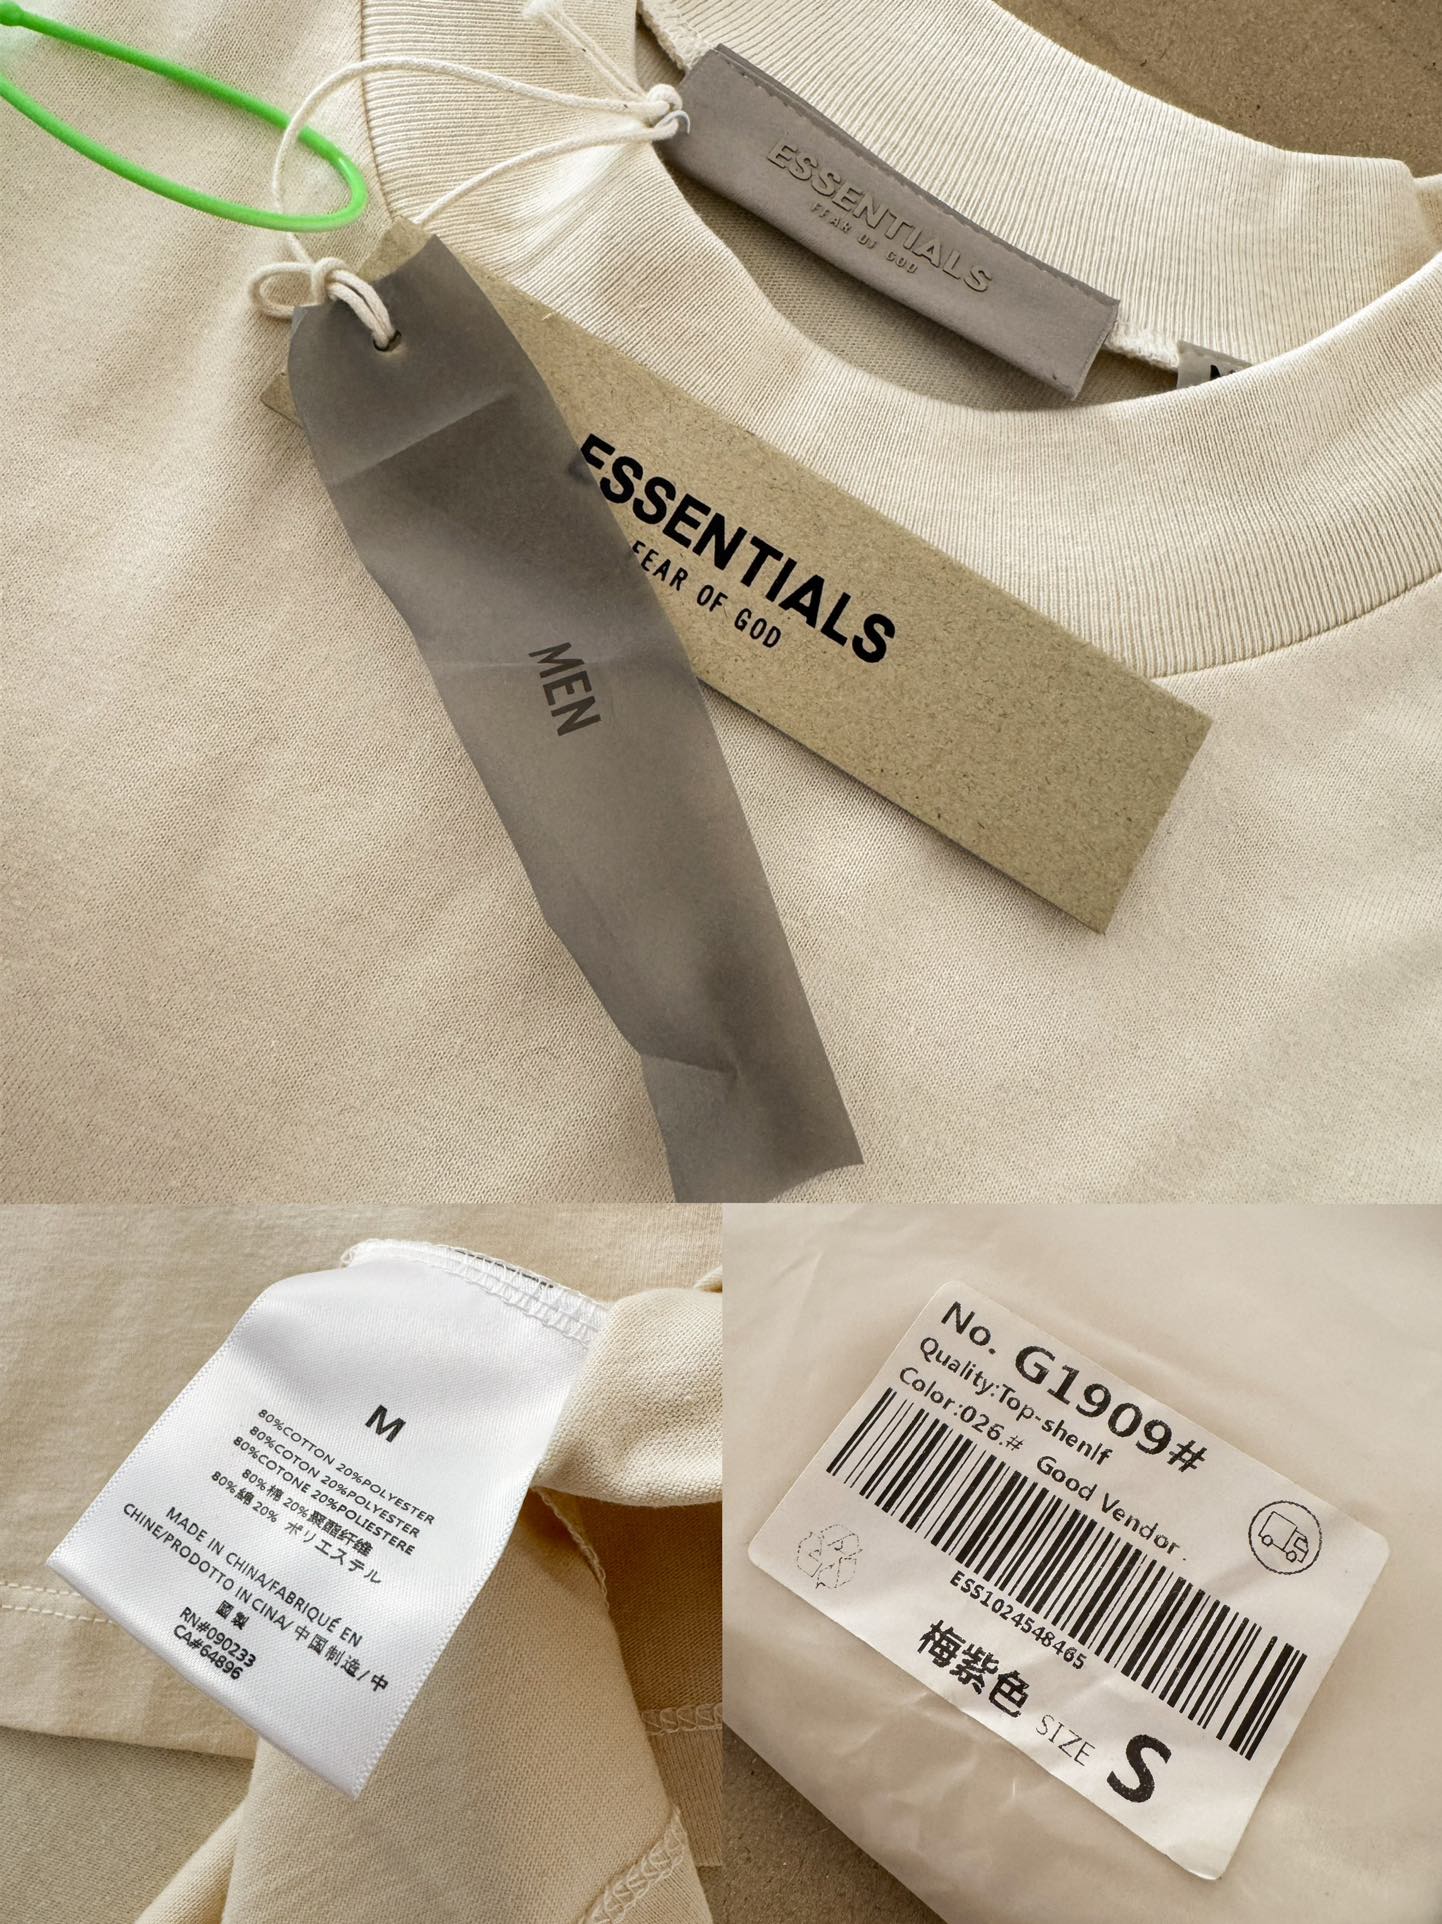 ESSENTIALS
FEAR OF GOD
ESSENTIALS
FEAR OF GOD
MEN
M
80%COTTON 20%POLYESTER
80%COTON 20%POLYESTER
80%COTONE 20%POLIESTERE
80%棉 20%聚酯纤维
80%綿 20% ポリエステル
MADE IN CHINA/FABRIQUÉ EN
CHINE/PRODOTTO IN CINA/ 中国制造/ 中
國製
RN#090233
CA#64896
No. G1909#
Quality:Top-shenlf
Color:026.# Good Vendor.
ESS1024548465
梅紫色 SIZE S